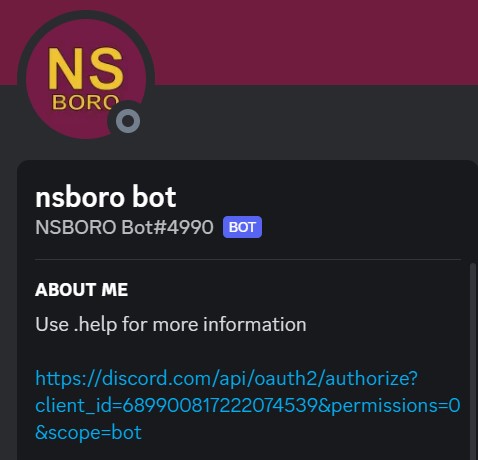 NS
BORO
nsboro bot
NSBORO Bot#4990 BOT
ABOUT ME
Use .help for more information
https://discord.com/api/oauth2/authorize?
client_id=689900817222074539&permissions=0
&scope=bot